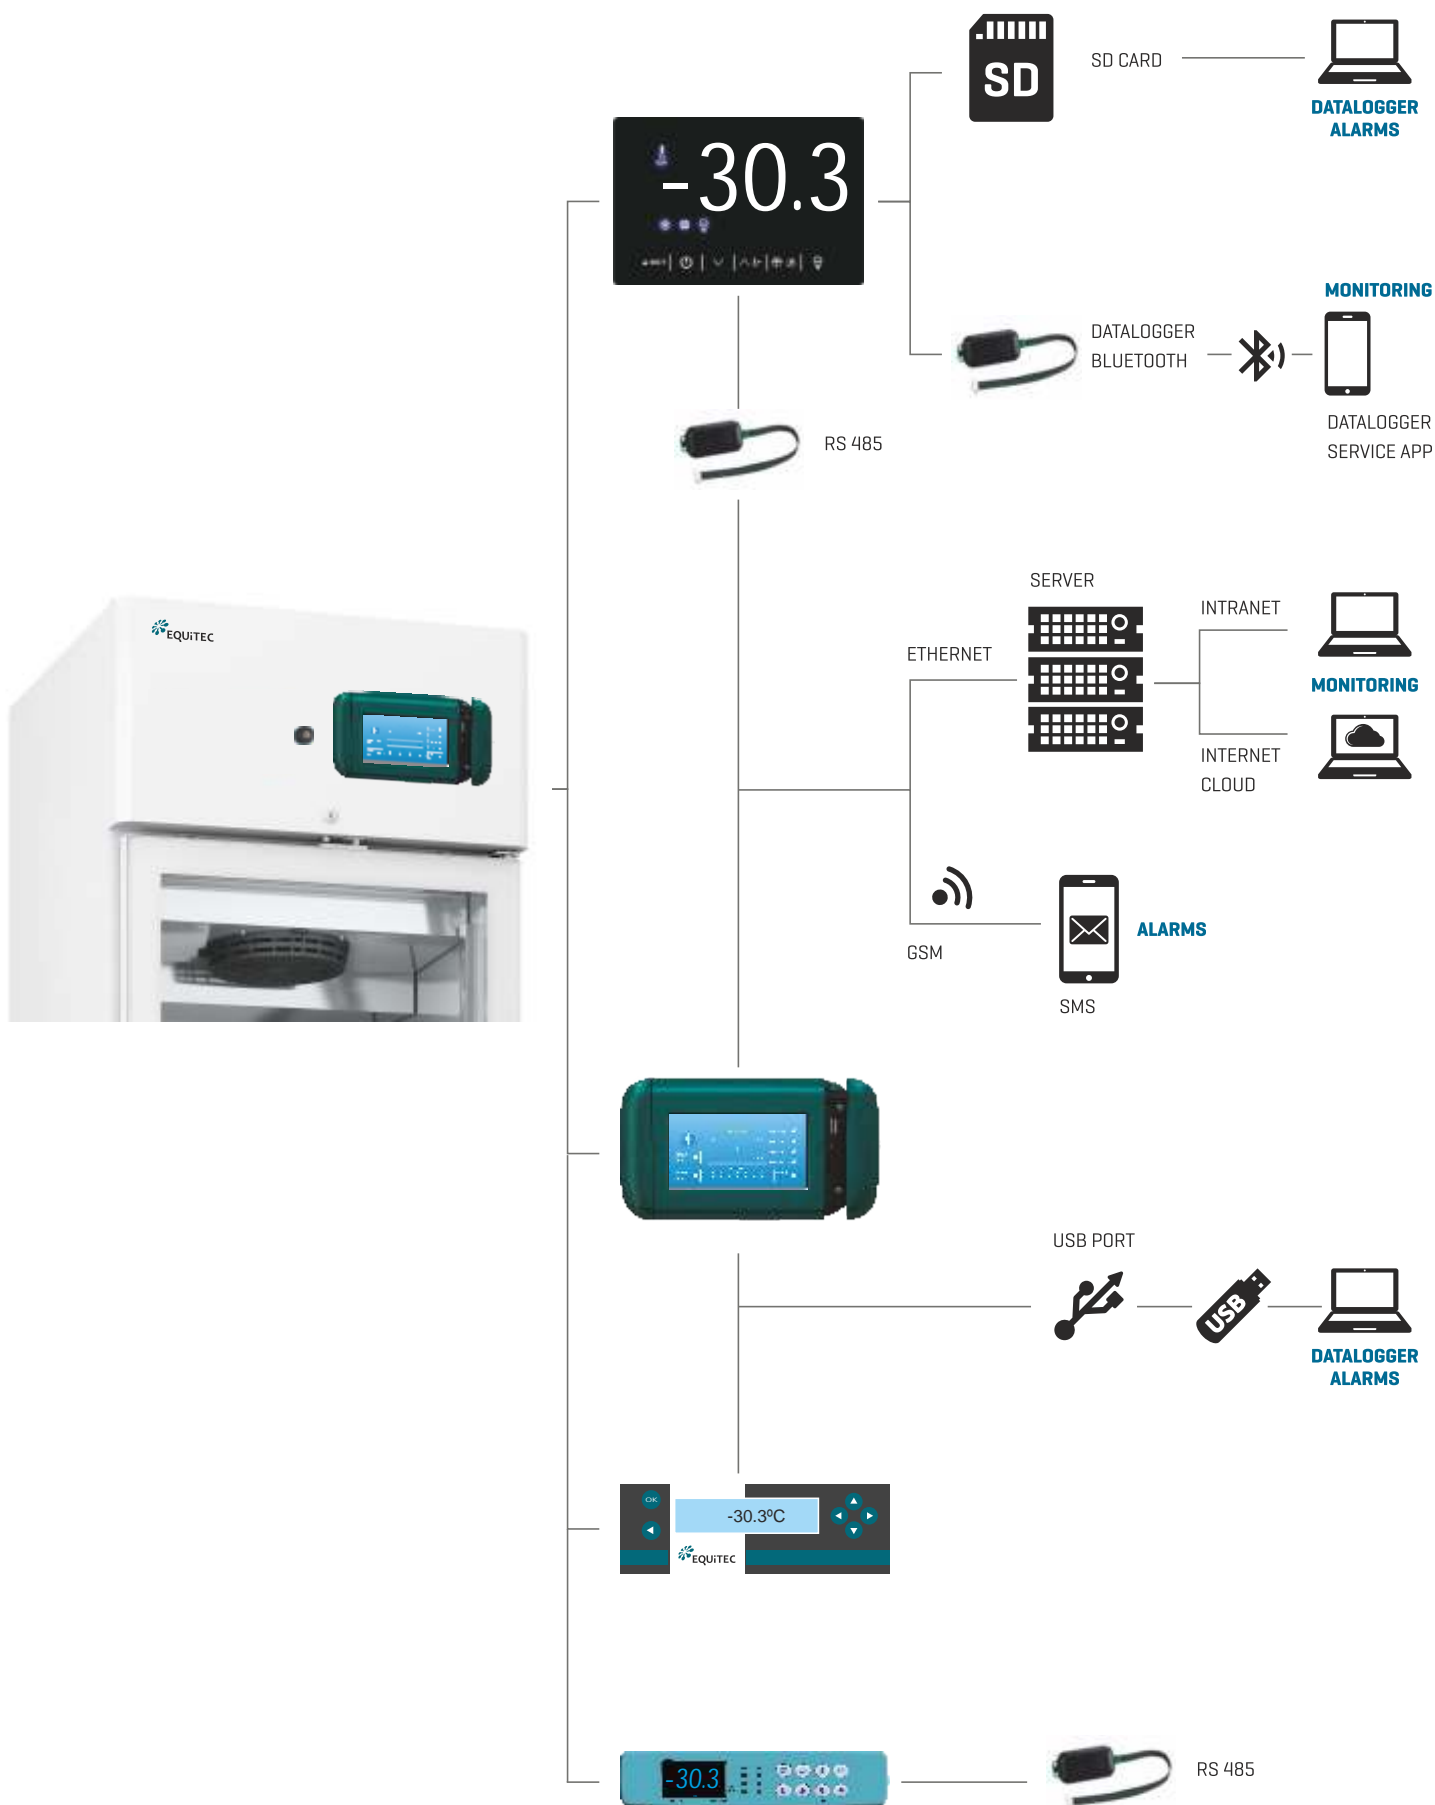 SD
SD CARD
DATALOGGER
ALARMS
-30.3
MONITORING
DATALOGGER
BLUETOOTH
DATALOGGER
SERVICE APP
RS 485
SERVER
INTRANET
ETHERNET
MONITORING
INTERNET
CLOUD
EQUiTEC
ALARMS
GSM
SMS
USB PORT
USB
DATALOGGER
ALARMS
OK
-30.3ºC
EQUiTEC
-30.3
RS 485